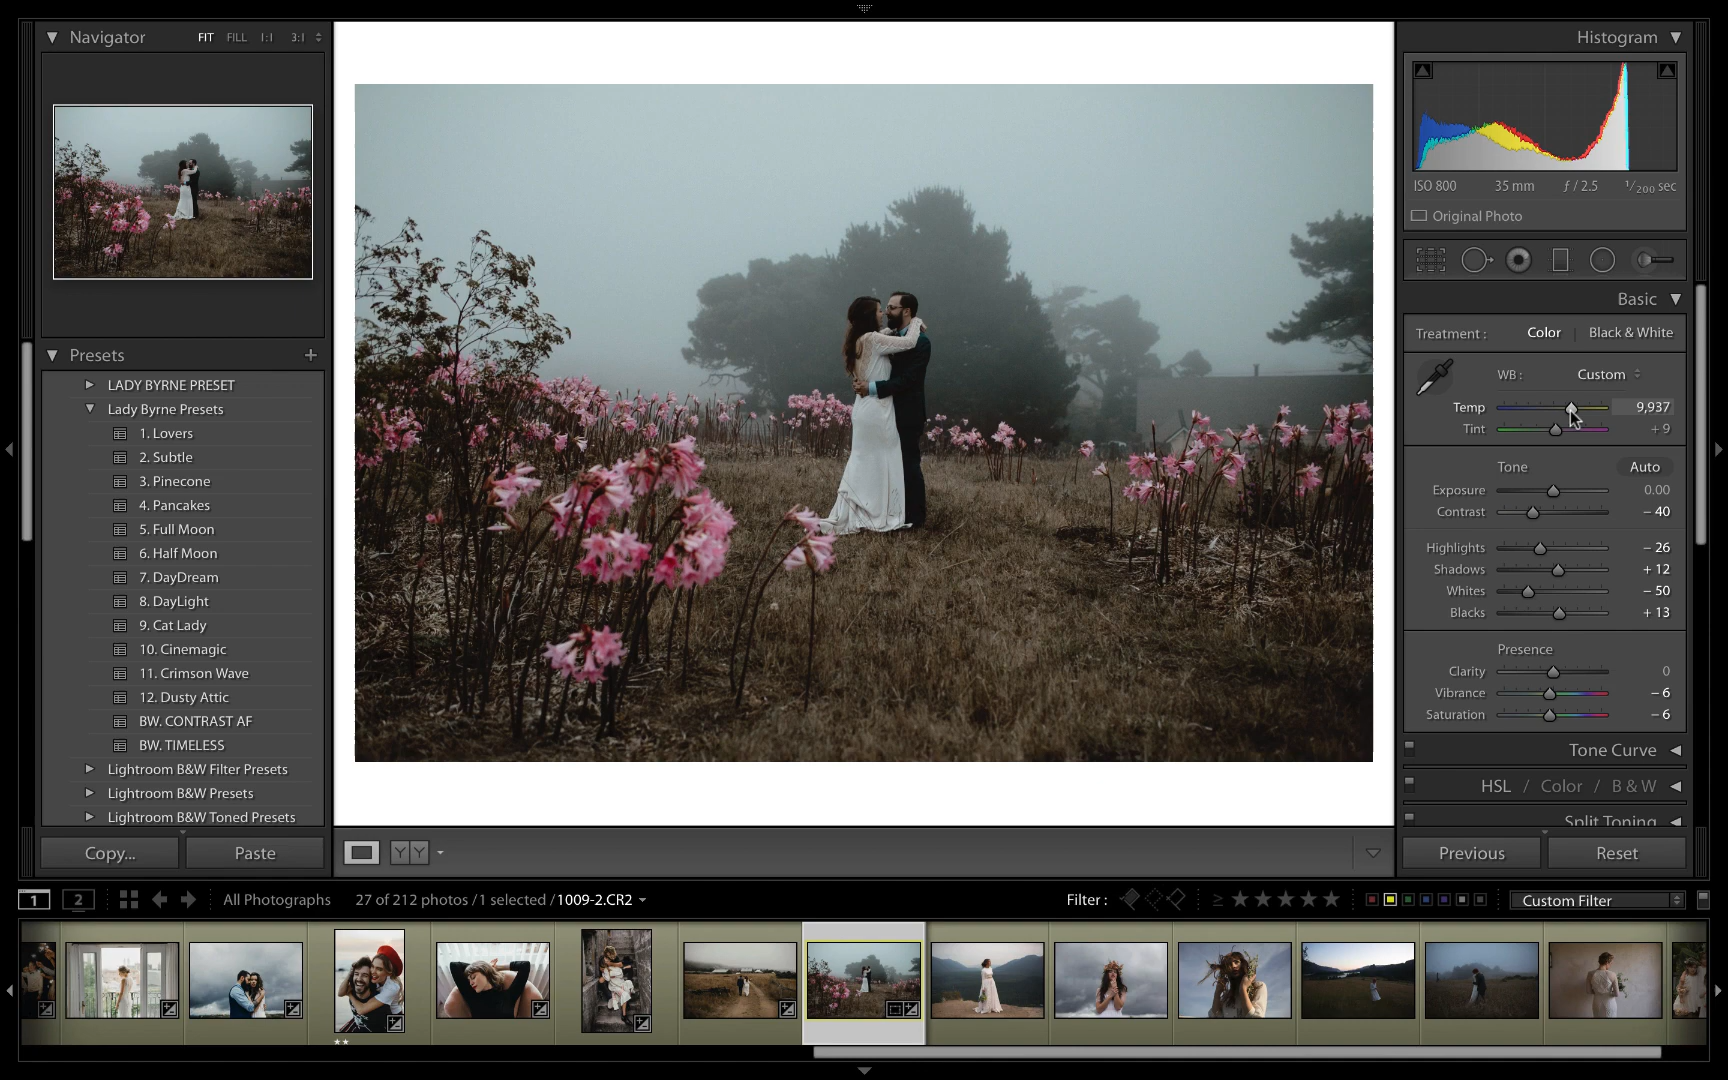 Navigator FIT FILL 1:1 3:1
Histogram
ISO 800 35 mm ƒ / 2.5 1/200 sec
Original Photo
Basic
Treatment : Color Black & White
WB : Custom
Temp 9,937
Tint + 9
Tone Auto
Exposure 0.00
Contrast − 40
Highlights − 26
Shadows + 12
Whites − 50
Blacks + 13
Presence
Clarity 0
Vibrance − 6
Saturation − 6
Tone Curve
HSL / Color / B & W
Split Toning
Previous Reset
Presets +
LADY BYRNE PRESET
Lady Byrne Presets
1. Lovers
2. Subtle
3. Pinecone
4. Pancakes
5. Full Moon
6. Half Moon
7. DayDream
8. DayLight
9. Cat Lady
10. Cinemagic
11. Crimson Wave
12. Dusty Attic
BW. CONTRAST AF
BW. TIMELESS
Lightroom B&W Filter Presets
Lightroom B&W Presets
Lightroom B&W Toned Presets
Copy... Paste
Y Y
1 2 All Photographs 27 of 212 photos / 1 selected / 1009-2.CR2 Filter : ≥ ★ ★ ★ ★ ★ Custom Filter
★★